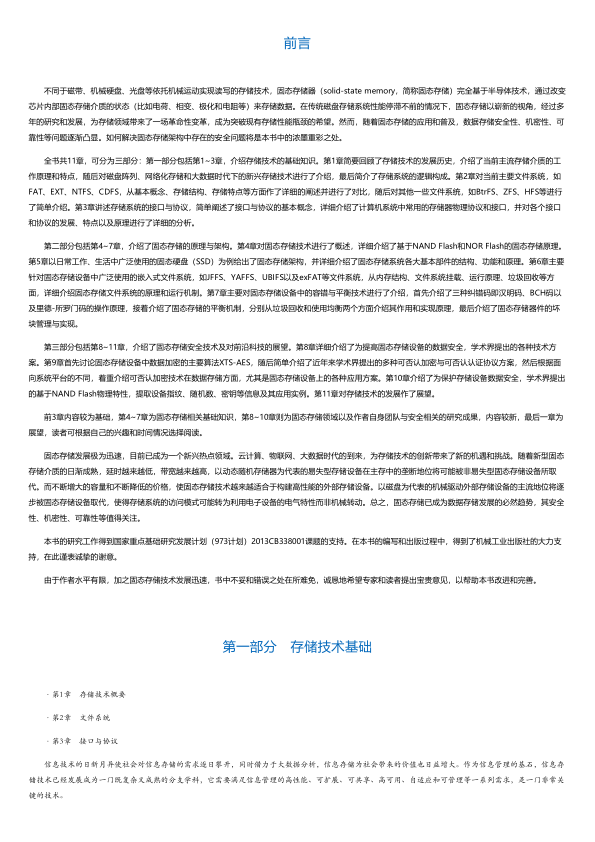 前言
不同于磁带、机械硬盘、光盘等依托机械运动实现读写的存储技术，固态存储器（solid-state memory，简称固态存储）完全基于半导体技术，通过改变
芯片内部固态存储介质的状态（比如电荷、相变、极化和电阻等）来存储数据。在传统磁盘存储系统性能停滞不前的情况下，固态存储以崭新的视角，经过多
年的研究和发展，为存储领域带来了一场革命性变革，成为突破现有存储性能瓶颈的希望。然而，随着固态存储的应用和普及，数据存储安全性、机密性、可
靠性等问题逐渐凸显。如何解决固态存储架构中存在的安全问题将是本书中的浓墨重彩之处。
全书共11章，可分为三部分：第一部分包括第1~3章，介绍存储技术的基础知识。第1章简要回顾了存储技术的发展历史，介绍了当前主流存储介质的工
作原理和特点，随后对磁盘阵列、网络化存储和大数据时代下的新兴存储技术进行了介绍，最后简介了存储系统的逻辑构成。第2章对当前主要文件系统，如
FAT、EXT、NTFS、CDFS，从基本概念、存储结构、存储特点等方面作了详细的阐述并进行了对比，随后对其他一些文件系统，如BtrFS、ZFS、HFS等进行
了简单介绍。第3章讲述存储系统的接口与协议，简单阐述了接口与协议的基本概念，详细介绍了计算机系统中常用的存储器物理协议和接口，并对各个接口
和协议的发展、特点以及原理进行了详细的分析。
第二部分包括第4~7章，介绍了固态存储的原理与架构。第4章对固态存储技术进行了概述，详细介绍了基于NAND Flash和NOR Flash的固态存储原理。
第5章以日常工作、生活中广泛使用的固态硬盘（SSD）为例给出了固态存储架构，并详细介绍了固态存储系统各大基本部件的结构、功能和原理。第6章主要
针对固态存储设备中广泛使用的嵌入式文件系统，如JFFS、YAFFS、UBIFS以及exFAT等文件系统，从内存结构、文件系统挂载、运行原理、垃圾回收等方
面，详细介绍固态存储文件系统的原理和运行机制。第7章主要对固态存储设备中的容错与平衡技术进行了介绍，首先介绍了三种纠错码即汉明码、BCH码以
及里德-所罗门码的操作原理，接着介绍了固态存储的平衡机制，分别从垃圾回收和使用均衡两个方面介绍其作用和实现原理，最后介绍了固态存储器件的坏
块管理与实现。
第三部分包括第8~11章，介绍了固态存储安全技术及对前沿科技的展望。第8章详细介绍了为提高固态存储设备的数据安全，学术界提出的各种技术方
案。第9章首先讨论固态存储中数据加密的主要算法XTS-AES，随后简单介绍了近年来学术界提出的多种可否认加密与可否认认证协议方案，然后根据面
向系统平台的不同，着重介绍可否认加密技术在数据存储方面，尤其是固态存储设备上的各种应用方案。第10章介绍了为保护存储设备数据安全，学术界提出
的基于NAND Flash物理特性，提取设备指纹、随机数、密钥等信息及其应用实例。第11章对存储技术的发展作了展望。
前3章内容较为基础，第4~7章为固态存储相关基础知识，第8~10章则为固态存储领域以及作者自身团队与安全相关的研究成果，内容较新，最后一章为
展望，读者可根据自己的兴趣和时间情况选择阅读。
固态存储发展极为迅速，目前已成为一个新兴热点领域。云计算、物联网、大数据时代的到来，为存储技术的创新带来了新的机遇和挑战。随着新型固态
存储介质的日渐成熟，延时越来越低、带宽越来越高，以动态随机存储器为代表的易失型存储设备在主存中的垄断地位将可能被非易失型固态存储设备所取
代。而不断增大的容量和不断降低的价格，使固态存储技术越来越适合于构建高性能的外部存储设备。以磁盘为代表的机械驱动外部存储设备的主流地位将逐
步被固态存储设备取代，使得存储系统的访问模式可能转为利用电子设备的电气特性而非机械转动。总之，固态存储已成为数据存储发展的必然趋势，其安全
性、机密性、可靠性等值得关注。
本书的研究工作得到国家重点基础研究发展计划（973计划）2013CB338001课题的支持。在本书的编写和出版过程中，得到了机械工业出版社的大力支
持，在此谨表诚挚的谢意。
由于作者水平有限，加之固态存储技术发展迅速，书中不妥和错误之处在所难免，诚恳地希望专家和读者提出宝贵意见，以帮助本书改进和完善。
第一部分　存储技术基础
· 第1章　存储技术概要
· 第2章　文件系统
· 第3章　接口与协议
信息技术的日新月异使社会对信息存储的需求逐日攀升，同时借力于大数据分析，信息存储为社会带来的价值也日益增大。作为信息管理的基石，信息存
储技术已经发展成为一门既复杂又成熟的分支学科，它需要满足信息管理的高性能、可扩展、可共享、高可用、自适应和可管理等一系列需求，是一门非常关
键的技术。